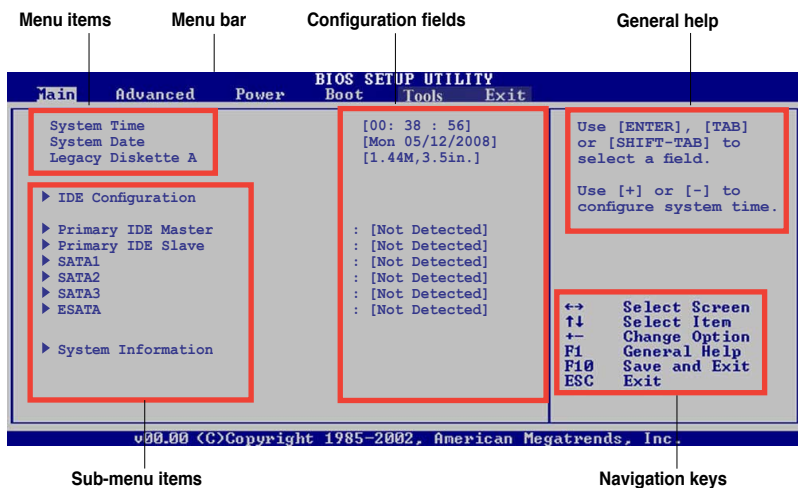 Menu items Menu bar Configuration fields General help
BIOS SETUP UTILITY
Main Advanced Power Boot Tools Exit
System Time [00: 38 : 56]
System Date [Mon 05/12/2008]
Legacy Diskette A [1.44M,3.5in.]
IDE Configuration
Primary IDE Master : [Not Detected]
Primary IDE Slave : [Not Detected]
SATA1 : [Not Detected]
SATA2 : [Not Detected]
SATA3 : [Not Detected]
ESATA : [Not Detected]
System Information
Use [ENTER], [TAB]
or [SHIFT-TAB] to
select a field.
Use [+] or [-] to
configure system time.
↔ Select Screen
↑↓ Select Item
+- Change Option
F1 General Help
F10 Save and Exit
ESC Exit
v00.00 (C)Copyright 1985-2002, American Megatrends, Inc.
Sub-menu items Navigation keys